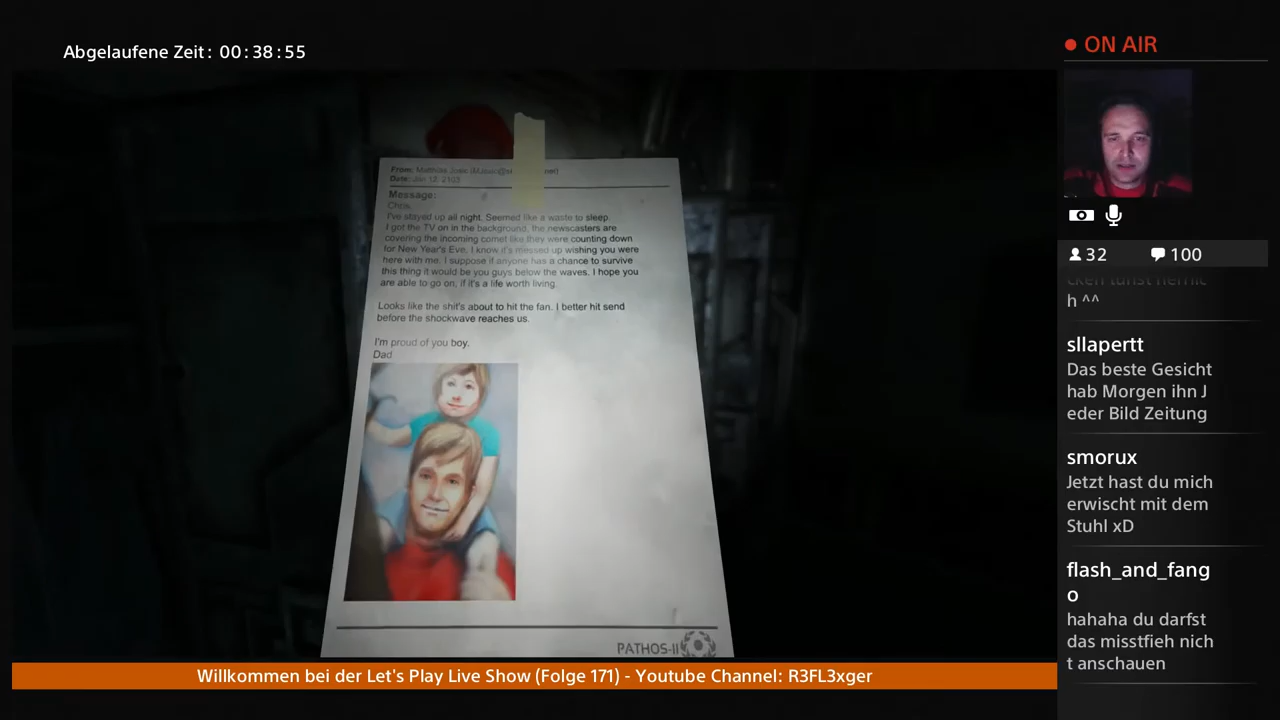 Abgelaufene Zeit: 00:38:55
From: Matthias
Date: Jan 12, 2103
Message:
Chris,
I've stayed up all night. Seemed like a waste to sleep.
I got the TV on in the background, the newscasters are
covering the incoming comet like they were counting down
for New Year's Eve. I know it's messed up wishing you were
here with me. I suppose if anyone has a chance to survive
this thing it would be you guys below the waves. I hope you
are able to go on, if it's a life worth living.
Looks like the shit's about to hit the fan. I better hit send
before the shockwave reaches us.
I'm proud of you boy.
Dad
PATHOS-II
Willkommen bei der Let's Play Live Show (Folge 171) - Youtube Channel: R3FL3xger
ON AIR
32 100
h ^^
sllapertt
Das beste Gesicht
hab Morgen ihn J
eder Bild Zeitung
smorux
Jetzt hast du mich
erwischt mit dem
Stuhl xD
flash_and_fang
o
hahaha du darfst
das misstfieh nich
t anschauen